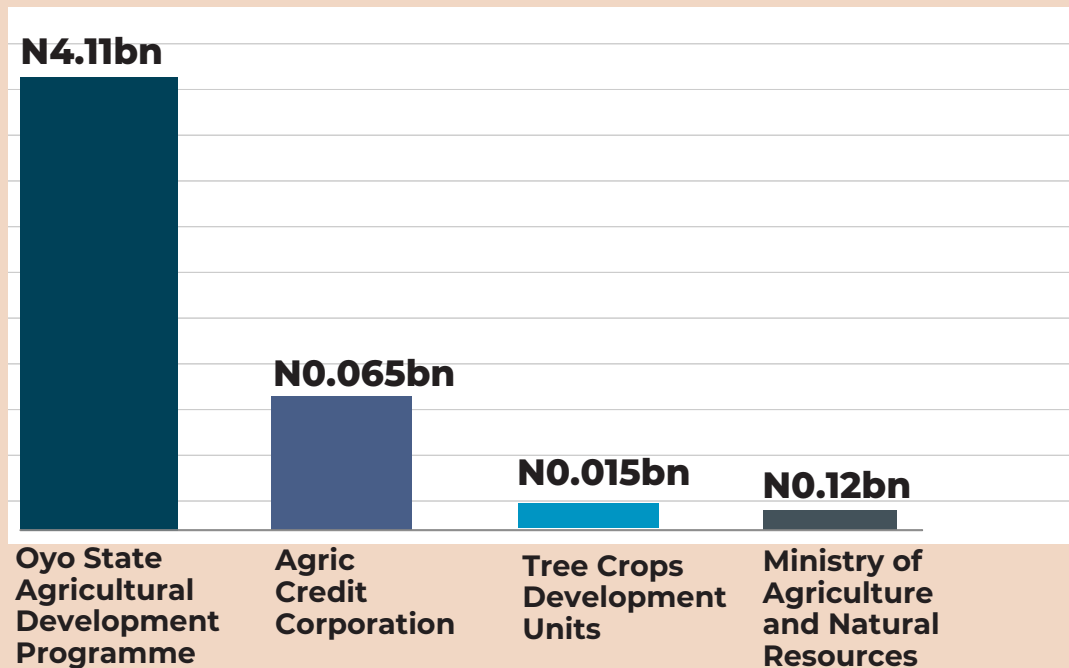 N4.11bn
N0.065bn
N0.015bn
N0.12bn
Oyo State
Agricultural
Development
Programme
Agric
Credit
Corporation
Tree Crops
Development
Units
Ministry of
Agriculture
and Natural
Resources